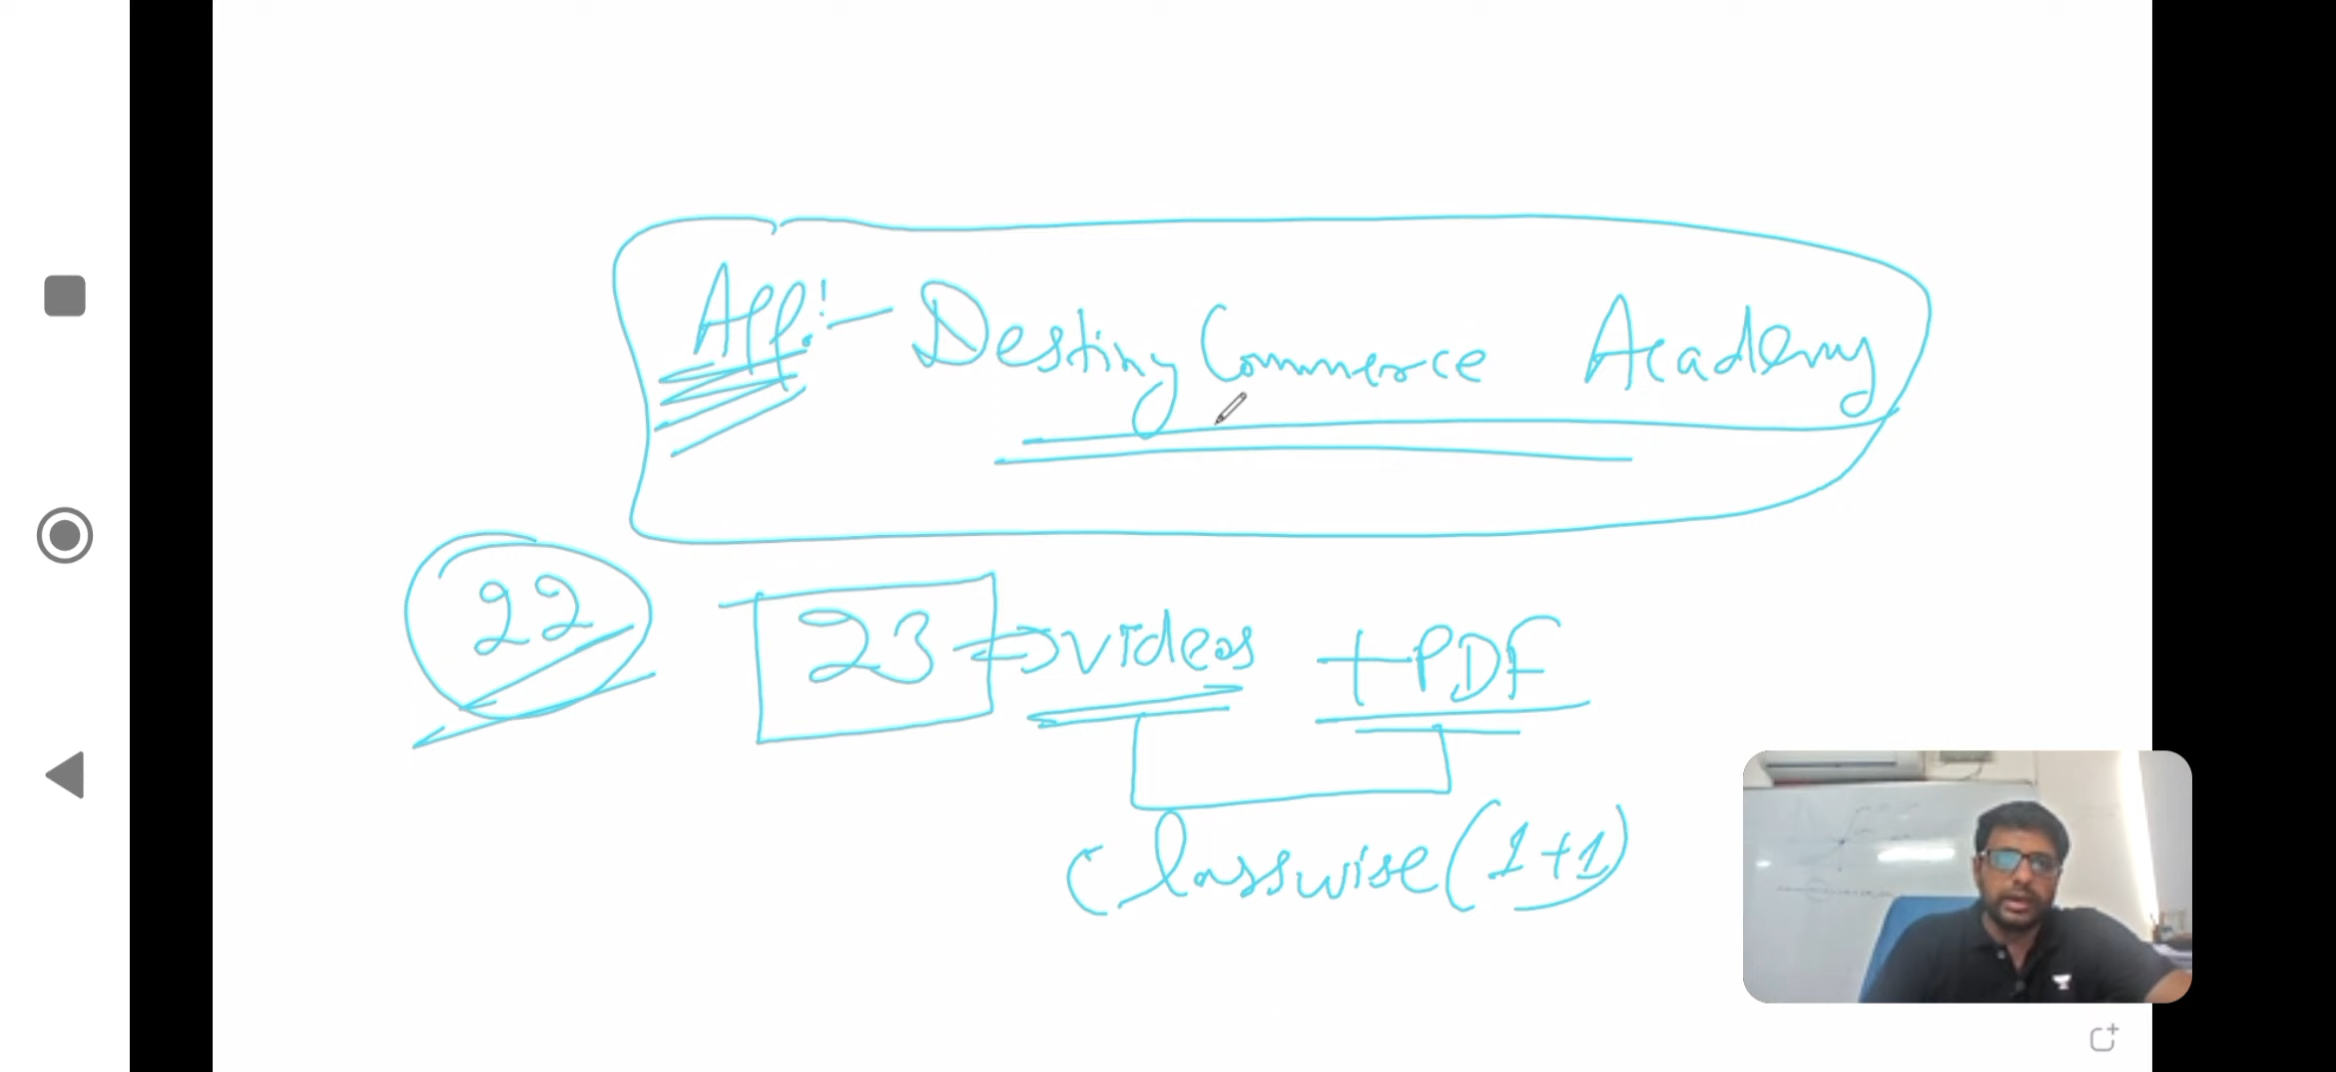 App:- Destiny Commerce Academy
22 23 → videos + PDF
Classwise (1+1)